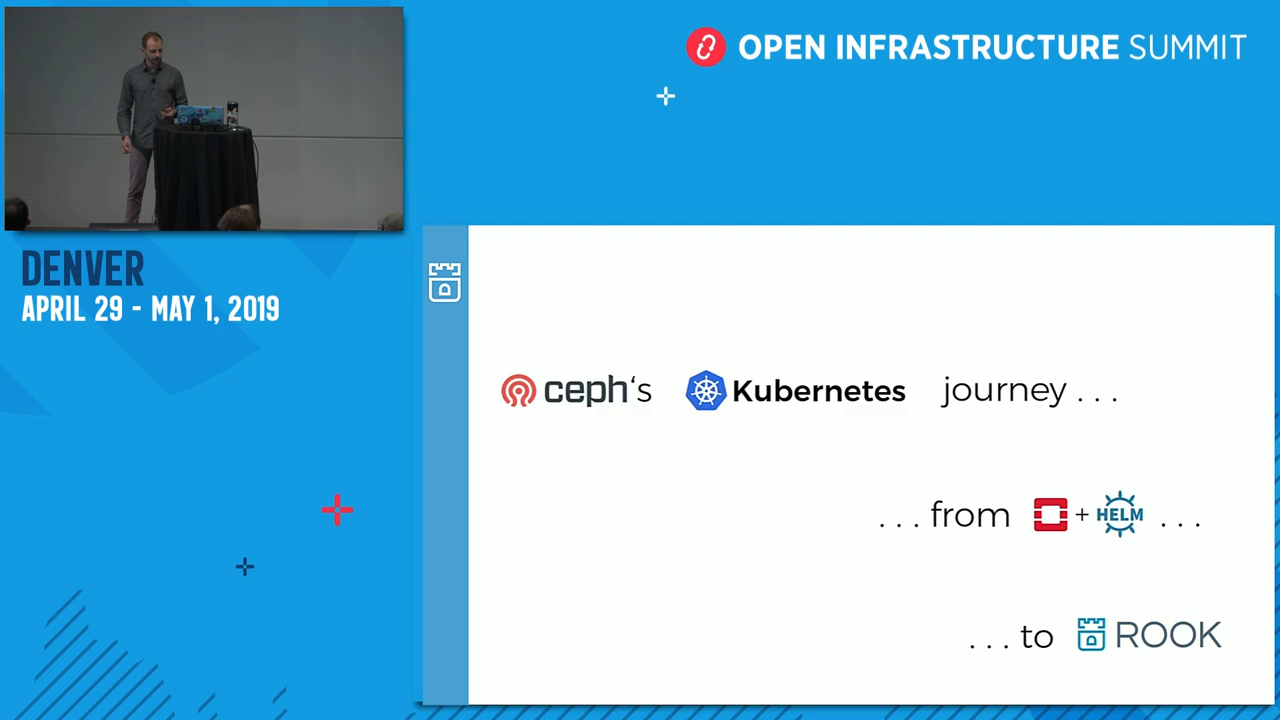 OPEN INFRASTRUCTURE SUMMIT
DENVER
APRIL 29 - MAY 1, 2019
ceph's Kubernetes journey . . .
. . . from + HELM . . .
. . . to ROOK